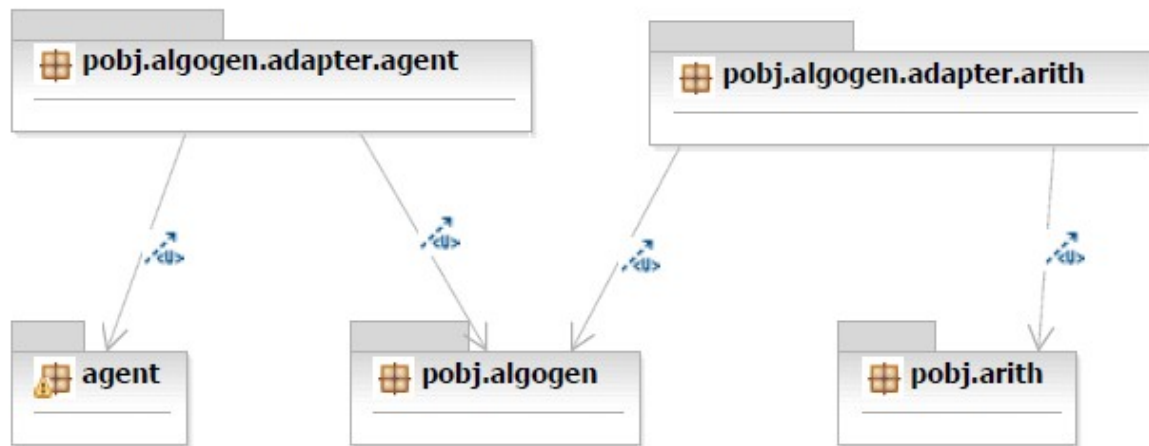 pobj.algogen.adapter.agent
pobj.algogen.adapter.arith
<U>
<U>
<U>
<U>
agent
pobj.algogen
pobj.arith